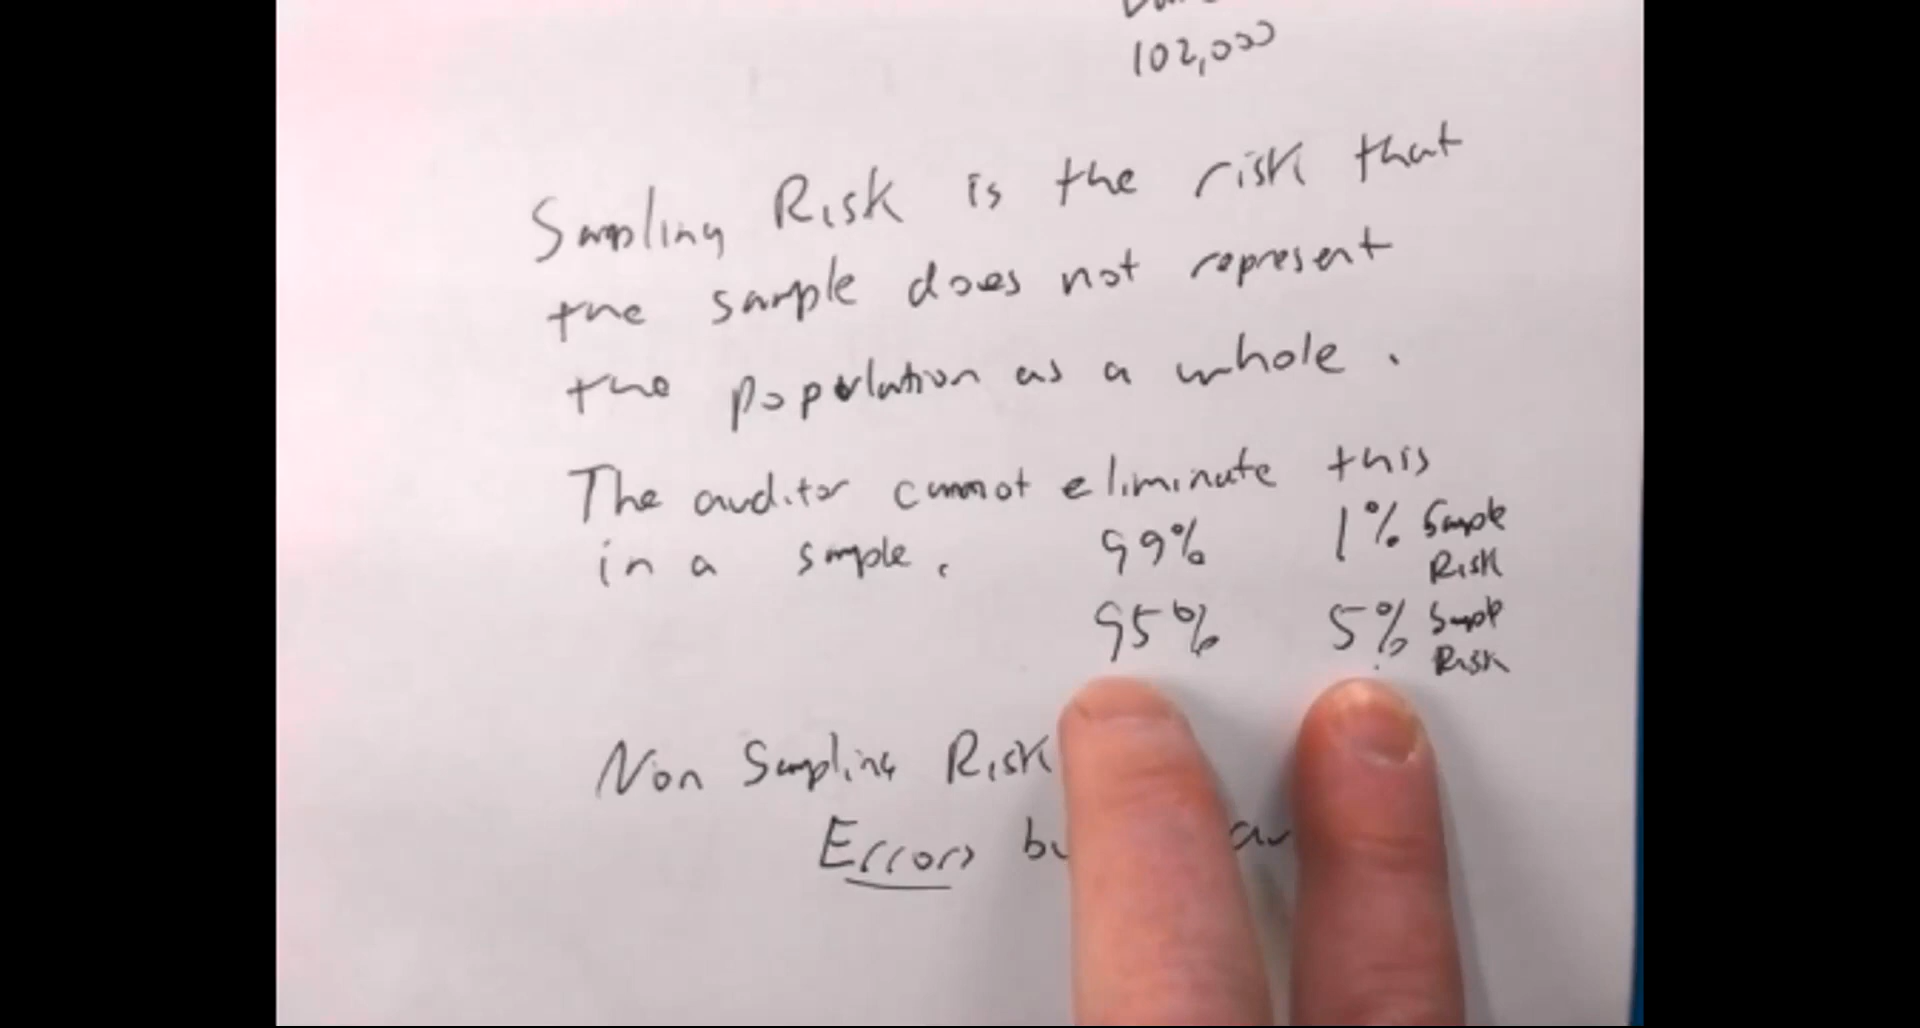 102,000
Sampling Risk is the risk that
the sample does not represent
the population as a whole.
The auditor cannot eliminate this
in a sample. 99% 1% Sample Risk
95% 5% Sampl Risk
Non Sampling Risk
Errors